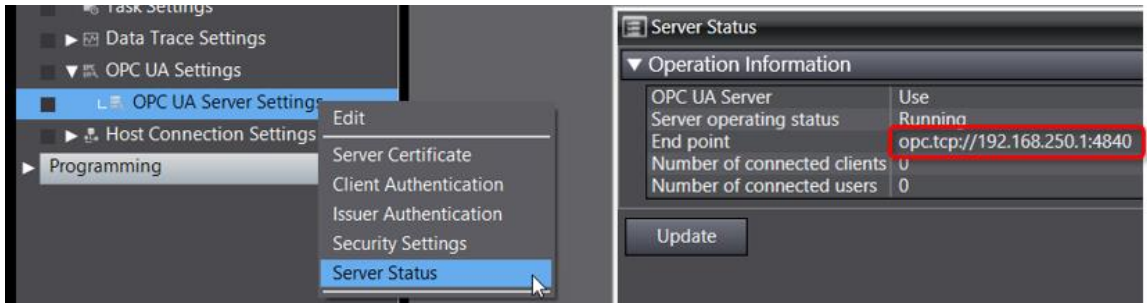 Task Settings
Data Trace Settings
OPC UA Settings
OPC UA Server Settings
Host Connection Settings
Programming
Edit
Server Certificate
Client Authentication
Issuer Authentication
Security Settings
Server Status
Server Status
Operation Information
OPC UA Server Use
Server operating status Running
End point opc.tcp://192.168.250.1:4840
Number of connected clients 0
Number of connected users 0
Update